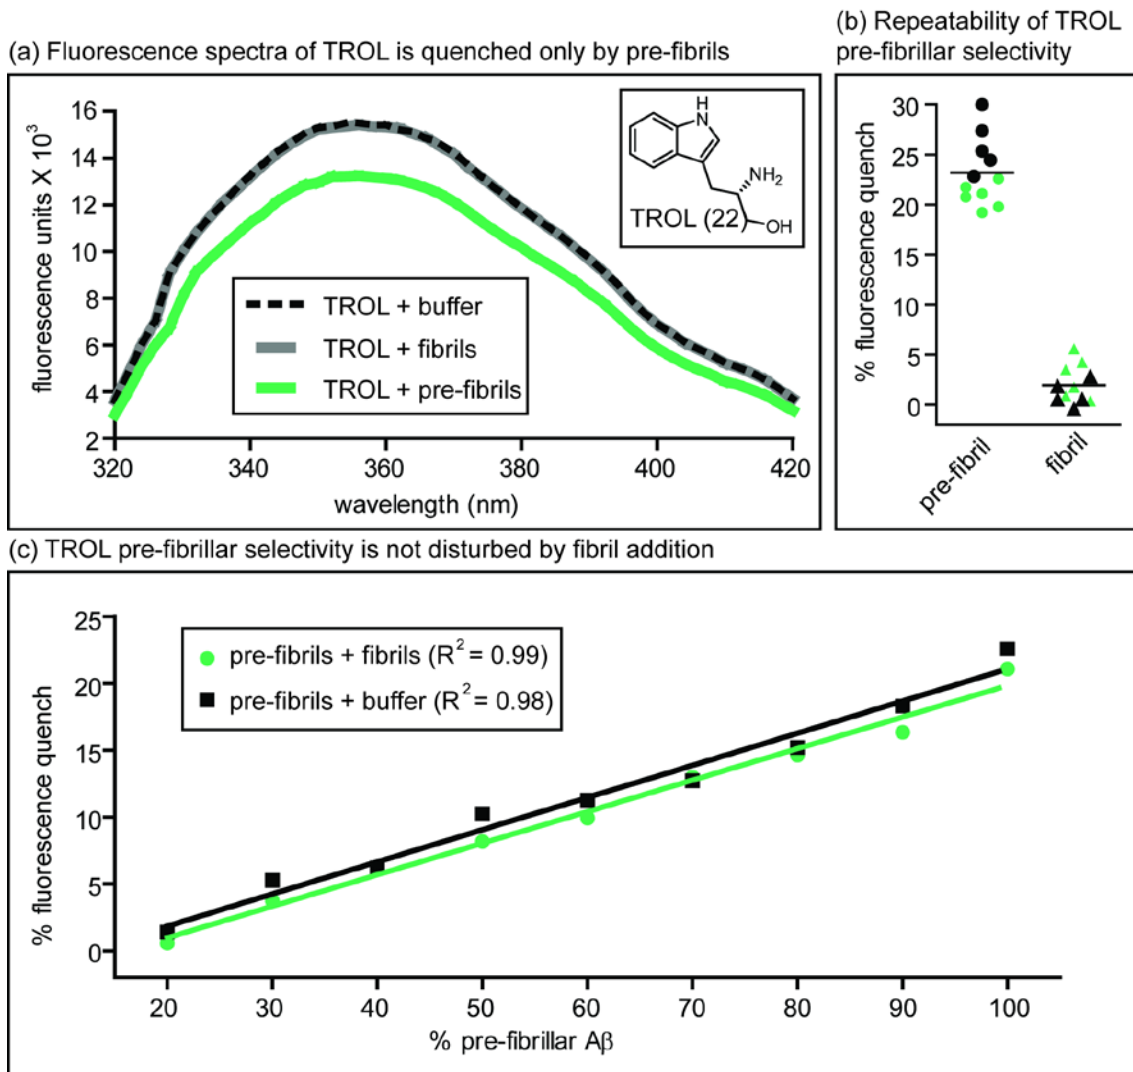 (a) Fluorescence spectra of TROL is quenched only by pre-fibrils
fluorescence units X 10³
16
14
12
10
8
6
4
2
320
340
360
380
400
420
wavelength (nm)
TROL + buffer
TROL + fibrils
TROL + pre-fibrils
H
N
NH₂
OH
TROL (22)
(b) Repeatability of TROL
pre-fibrillar selectivity
% fluorescence quench
30
25
20
10
5
0
pre-fibril
fibril
(c) TROL pre-fibrillar selectivity is not disturbed by fibril addition
% fluorescence quench
25
20
15
10
5
0
pre-fibrils + fibrils (R² = 0.99)
pre-fibrils + buffer (R² = 0.98)
20
30
40
50
60
70
80
90
100
% pre-fibrillar Aβ